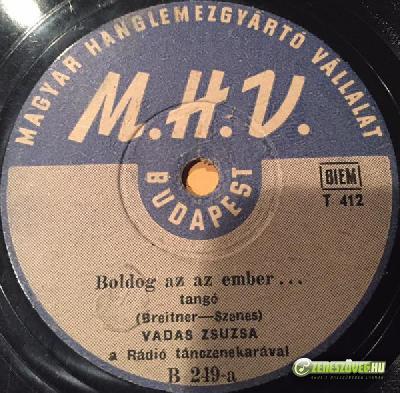 MAGYAR HANGLEMEZGYÁRTÓ VÁLLALAT
M.H.V.
BUDAPEST
BIEM
T 412
Boldog az az ember...
tangó
(Breitner—Szenes)
VADAS ZSUZSA
a Rádió tánczenekarával
B 249-a
ZENESZÖVEG.HU